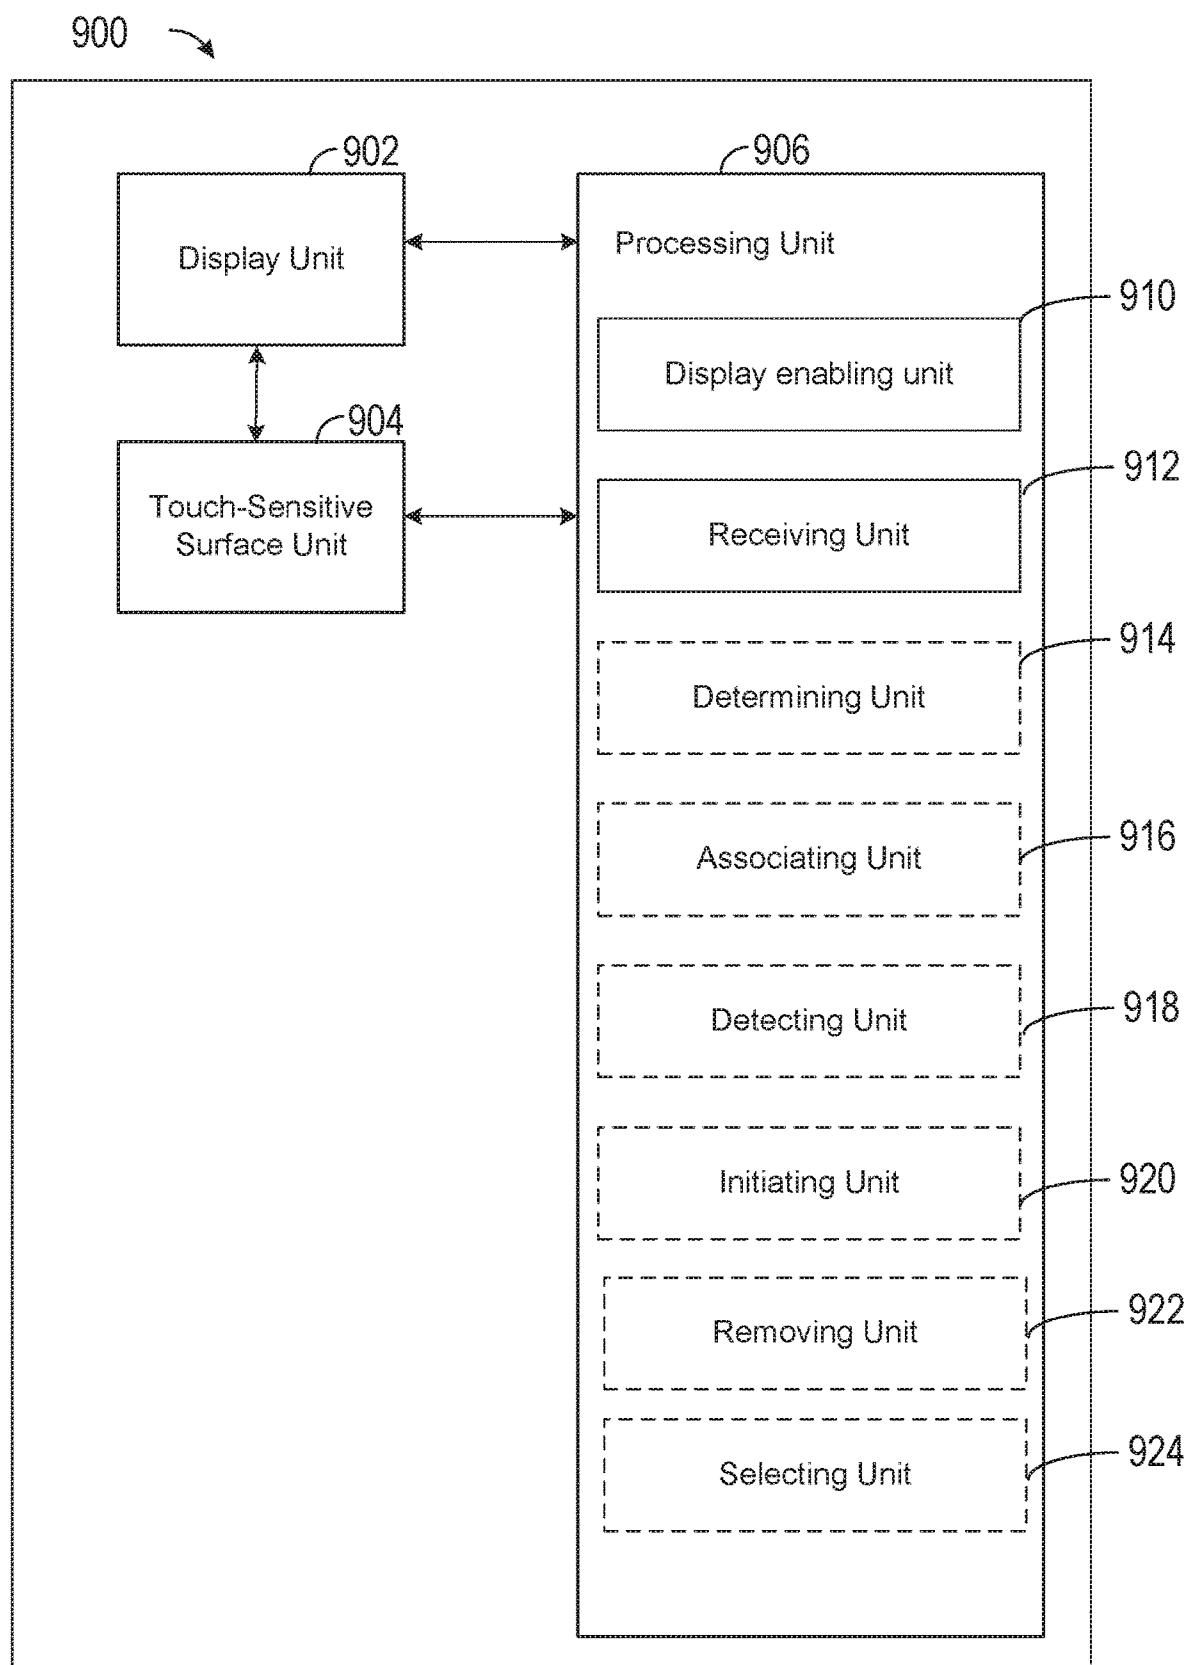 900
902
Display Unit
904
Touch-Sensitive
Surface Unit
906
Processing Unit
910
Display enabling unit
912
Receiving Unit
914
Determining Unit
916
Associating Unit
918
Detecting Unit
920
Initiating Unit
922
Removing Unit
924
Selecting Unit